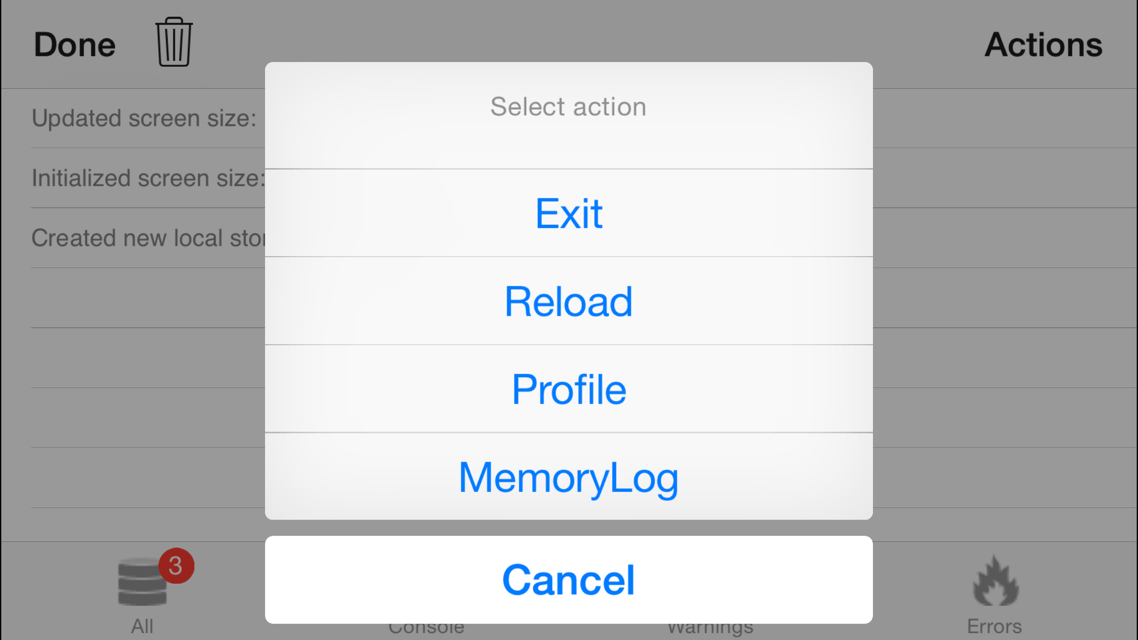 Done
Actions
Select action
Updated screen size:
Initialized screen size:
Created new local
Exit
Reload
Profile
MemoryLog
Cancel
3
All
Console
Warnings
Errors